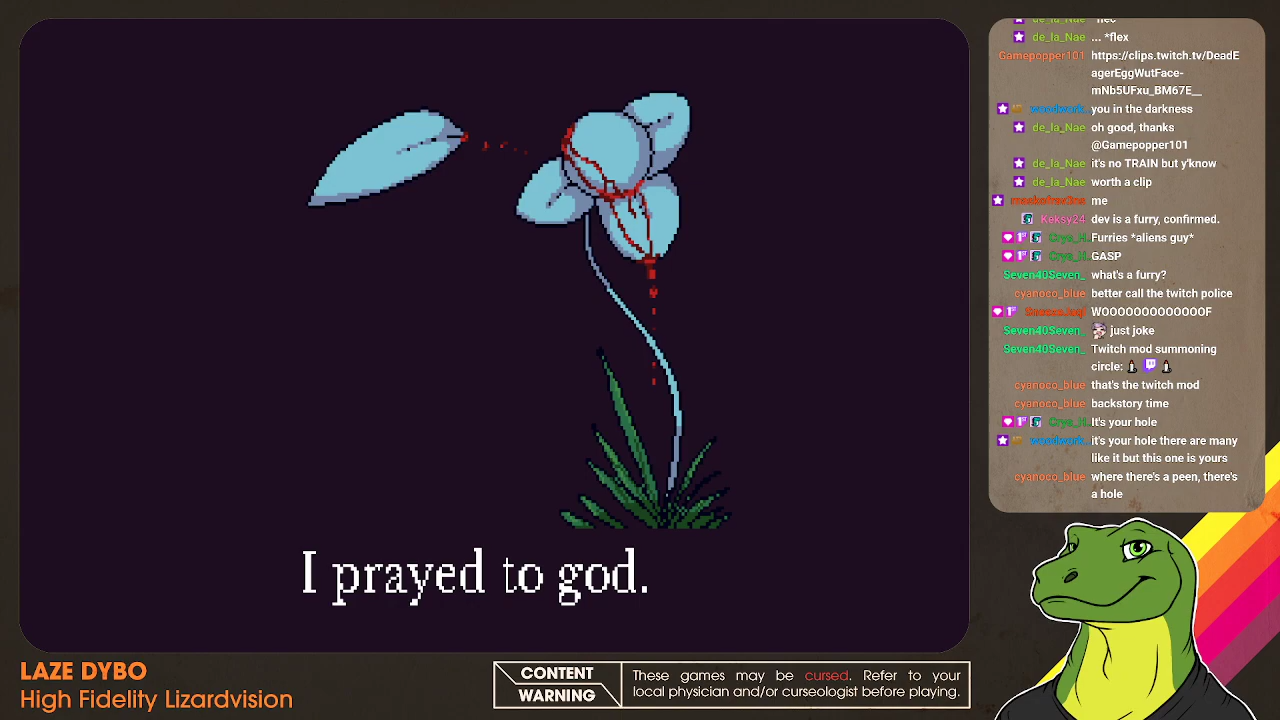 de_la_Nae *hec
de_la_Nae ... *flex
Gamepopper101 https://clips.twitch.tv/DeadE
agerEggWutFace-
mNb5UFxu_BM67E__
you in the darkness
de_la_Nae oh good, thanks
@Gamepopper101
de_la_Nae it's no TRAIN but y'know
de_la_Nae worth a clip
me
Keksy24 dev is a furry, confirmed.
Crys_H. Furries *aliens guy*
Crys_H. GASP
Seven40Seven_ what's a furry?
cyanoco_blue better call the twitch police
WOOOOOOOOOOOOOF
Seven40Seven_ just joke
Seven40Seven_ Twitch mod summoning
circle:
cyanoco_blue that's the twitch mod
cyanoco_blue backstory time
Crys_H. It's your hole
it's your hole there are many
like it but this one is yours
cyanoco_blue where there's a peen, there's
a hole
I prayed to god.
LAZE DYBO
High Fidelity Lizardvision
CONTENT
WARNING
These games may be cursed. Refer to your
local physician and/or curseologist before playing.